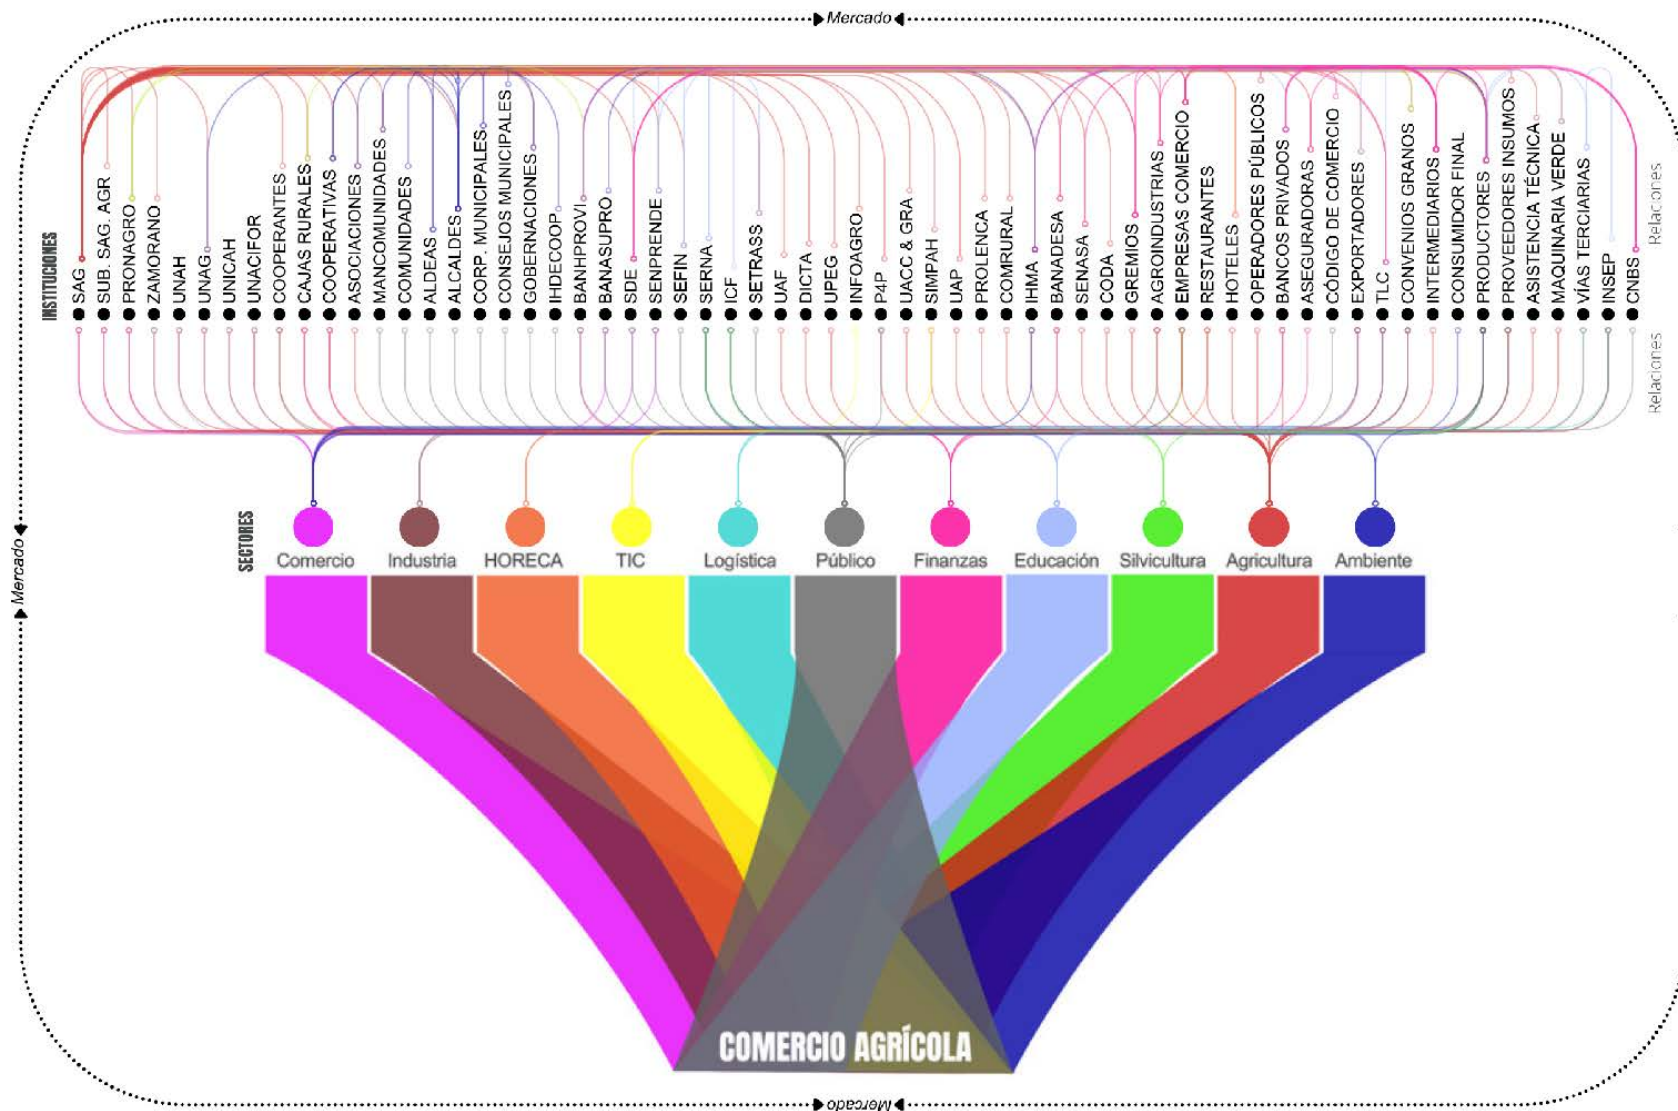 Mercado
INSTITUCIONES
SAG
SUB. SAG. AGR
PRONAGRO
ZAMORANO
UNAH
UNAG
UNICAH
UNACIFOR
COOPERANTES
CAJAS RURALES
COOPERATIVAS
ASOCIACIONES
MANCOMUNIDADES
COMUNIDADES
ALDEAS
ALCALDES
CORP. MUNICIPALES
CONSEJOS MUNICIPALES
GOBERNACIONES
IHDECOOP
BANHPROVI
BANASUPRO
SDE
SENPRENDE
SEFIN
SERNA
ICF
SETRASS
UAF
DICTA
UPEG
INFOAGRO
P4P
UACC & GRA
SIMPAH
UAP
PROLENCA
COMRURAL
IHMA
BANADESA
SENASA
CODA
GREMIOS
AGROINDUSTRIAS
EMPRESAS COMERCIO
RESTAURANTES
HOTELES
OPERADORES PÚBLICOS
BANCOS PRIVADOS
ASEGURADORAS
CÓDIGO DE COMERCIO
EXPORTADORES
TLC
CONVENIOS GRANOS
INTERMEDIARIOS
CONSUMIDOR FINAL
PRODUCTORES
PROVEEDORES INSUMOS
ASISTENCIA TÉCNICA
MAQUINARIA VERDE
VÍAS TERCIARIAS
INSEP
CNBS
Relaciones
Relaciones
SECTORES
Comercio
Industria
HORECA
TIC
Logística
Público
Finanzas
Educación
Silvicultura
Agricultura
Ambiente
Mercado
COMERCIO AGRÍCOLA
Mercado